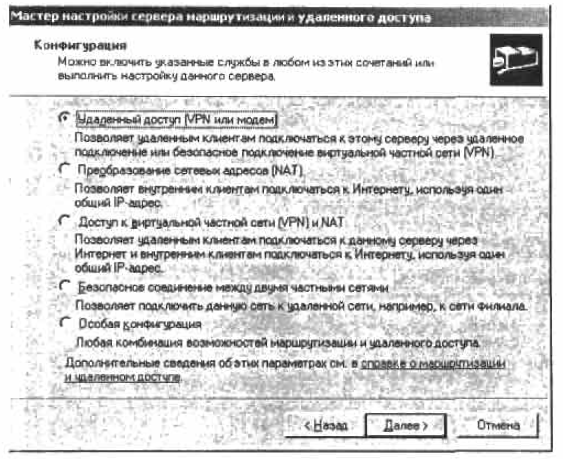 Мастер настройки сервера маршрутизации и удаленного доступа
Конфигурация
Можно включить указанные службы в любом из этих сочетаний или
выполнить настройку данного сервера.
Удаленный доступ (VPN или модем)
Позволяет удаленным клиентам подключаться к этому серверу через удаленное
подключение или безопасное подключение виртуальной частной сети (VPN)
Преобразование сетевых адресов (NAT)
Позволяет внутренним клиентам подключаться к Интернету, используя один
общий IP-адрес.
Доступ к виртуальной частной сети (VPN) и NAT
Позволяет удаленным клиентам подключаться к данному серверу через
Интернет и внутренним клиентам подключаться к Интернету, используя один
общий IP-адрес.
Безопасное соединение между двумя частными сетями
Позволяет подключить данную сеть к удаленной сети, например, к сети филиала.
Особая конфигурация
Любая комбинация возможностей маршрутизации и удаленного доступа.
Дополнительные сведения об этих параметрах см. в справке о маршрутизации
и удаленном доступе.
< Назад Далее > Отмена